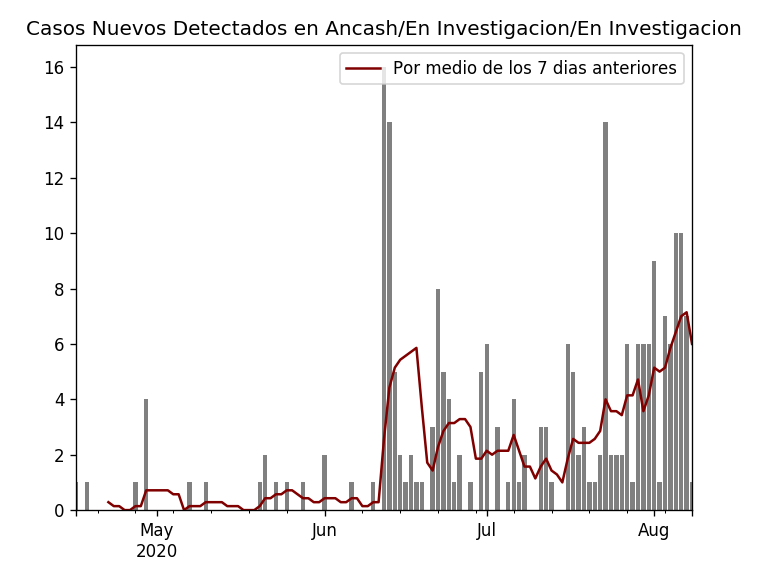 Casos Nuevos Detectados en Ancash/En Investigacion/En Investigacion
Por medio de los 7 dias anteriores
16
14
12
10
8
6
4
2
0
May
2020
Jun
Jul
Aug